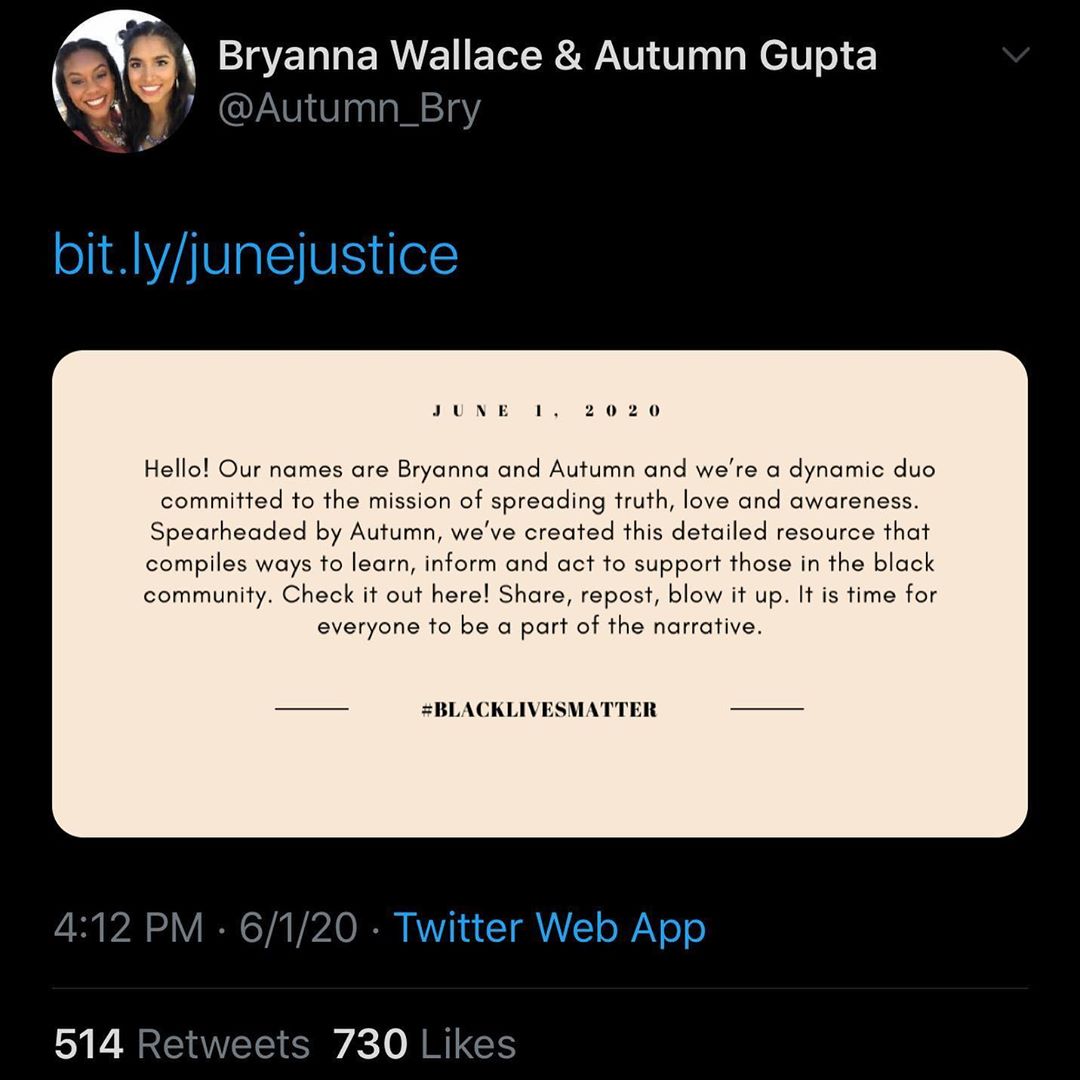 Bryanna Wallace & Autumn Gupta
@Autumn_Bry
bit.ly/junejustice
JUNE 1, 2020
Hello! Our names are Bryanna and Autumn and we're a dynamic duo
committed to the mission of spreading truth, love and awareness.
Spearheaded by Autumn, we've created this detailed resource that
compiles ways to learn, inform and act to support those in the black
community. Check it out here! Share, repost, blow it up. It is time for
everyone to be a part of the narrative.
#BLACKLIVESMATTER
4:12 PM · 6/1/20 · Twitter Web App
514 Retweets 730 Likes